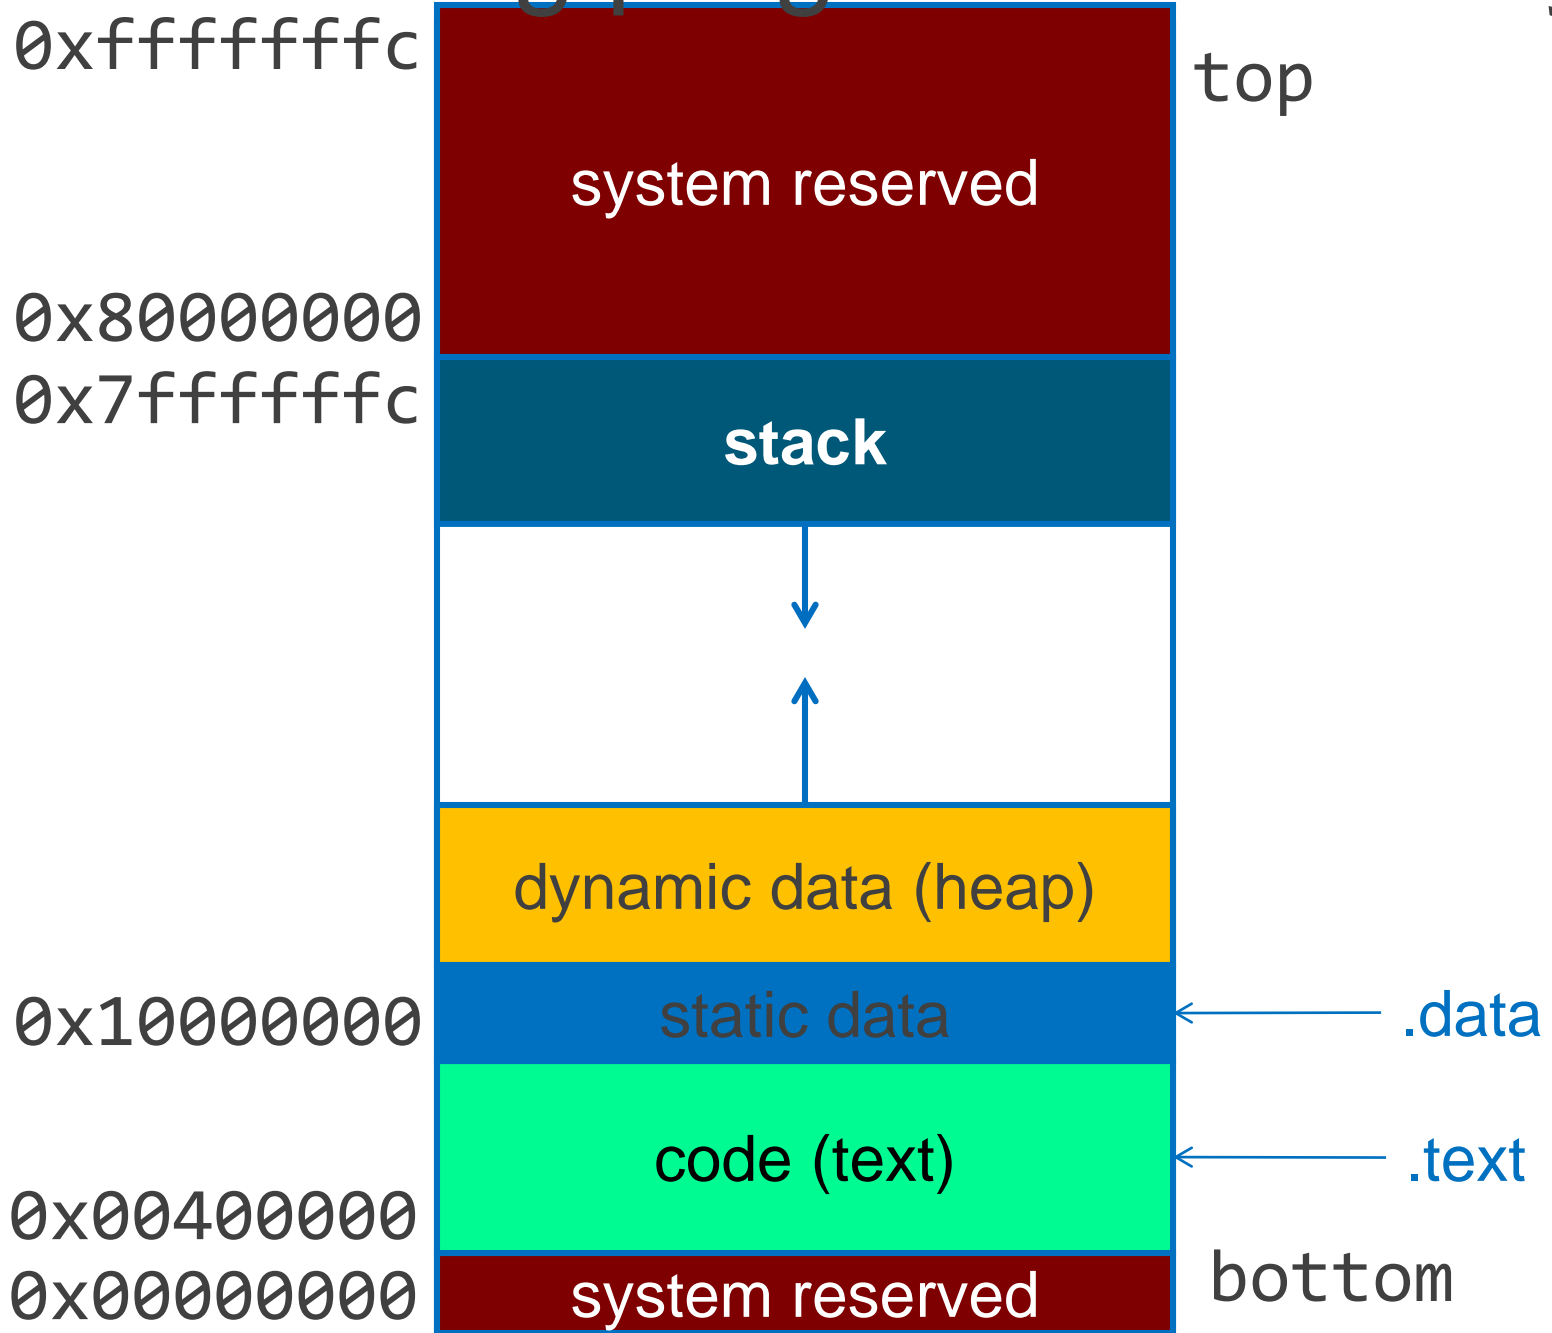 0xfffffffc
top
system reserved
0x80000000
0x7ffffffc
stack
dynamic data (heap)
0x10000000
static data
.data
code (text)
.text
0x00400000
bottom
0x00000000
system reserved